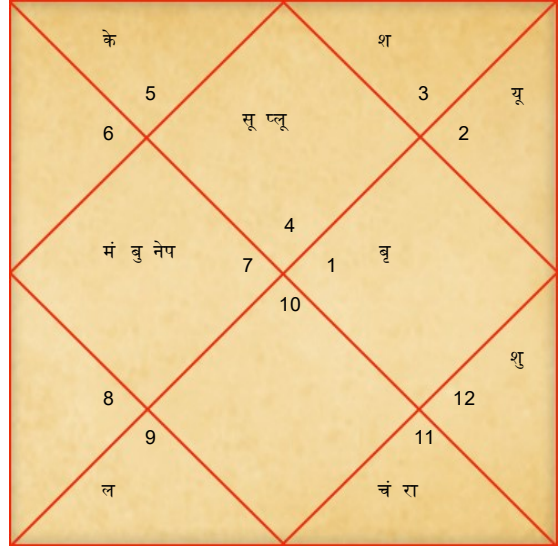 के श
5 3 यू
सू प्लू
6 2
4
मं बु नेप 7 1 बृ
10
शु
8 12
9 11
ल चं रा